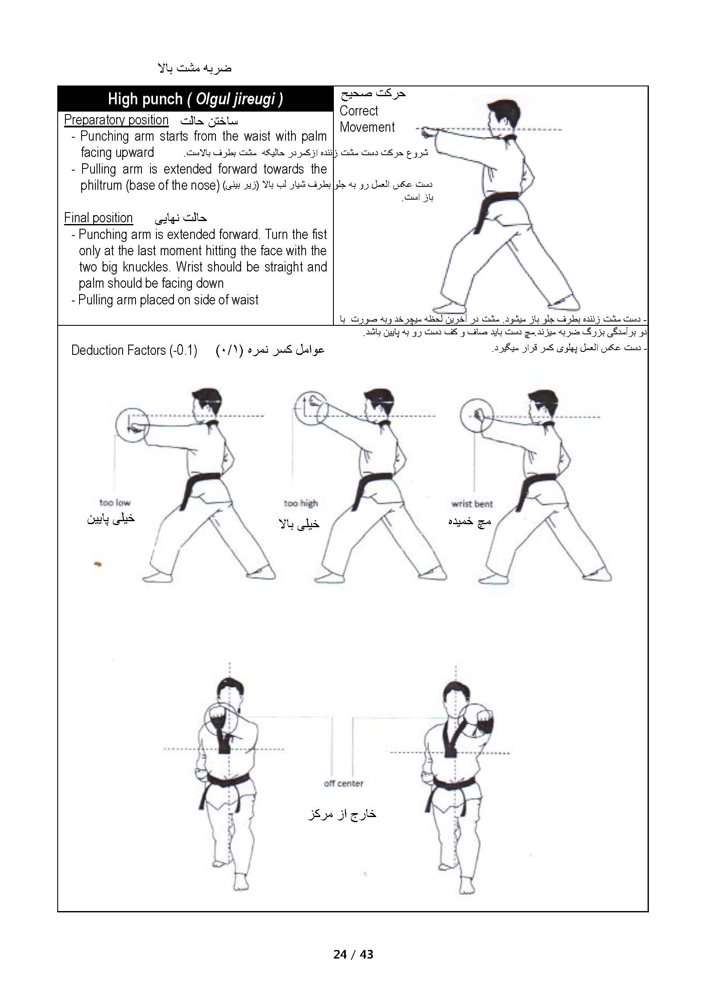 ضربه مشت بالا
High punch ( Olgul jireugi )
Preparatory position ساختن حالت
- Punching arm starts from the waist with palm
facing upward شروع حرکت دست مشت زننده ازکمردر حالیکه مشت بطرف بالاست.
- Pulling arm is extended forward towards the
philtrum (base of the nose) دست عکس العمل رو به جلو بطرف شیار لب بالا (زیر بینی)
باز است.
Final position حالت نهایی
- Punching arm is extended forward. Turn the fist
only at the last moment hitting the face with the
two big knuckles. Wrist should be straight and
palm should be facing down
- Pulling arm placed on side of waist
حرکت صحیح
Correct
Movement
- دست مشت زننده بطرف جلو باز میشود. مشت در آخرین لحظه میچرخد وبه صورت با
دو برآمدگی بزرگ ضربه میزند.مچ دست باید صاف و کف دست رو به پایین باشد.
- دست عکس العمل پهلوی کمر قرار میگیرد.
Deduction Factors (-0.1) عوامل کسر نمره (۰/۱)
too low
خیلی پایین
too high
خیلی بالا
wrist bent
مچ خمیده
off center
خارج از مرکز
24 / 43